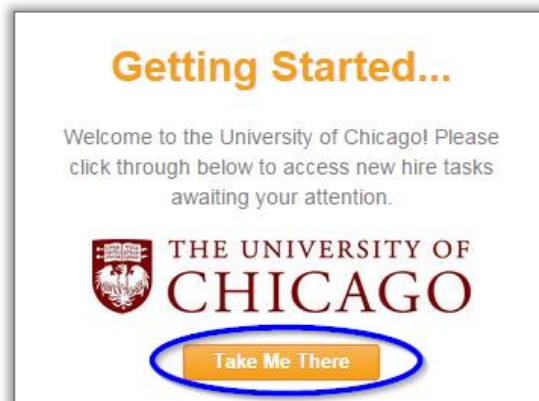 Getting Started...
Welcome to the University of Chicago! Please
click through below to access new hire tasks
awaiting your attention.
THE UNIVERSITY OF
CHICAGO
Take Me There